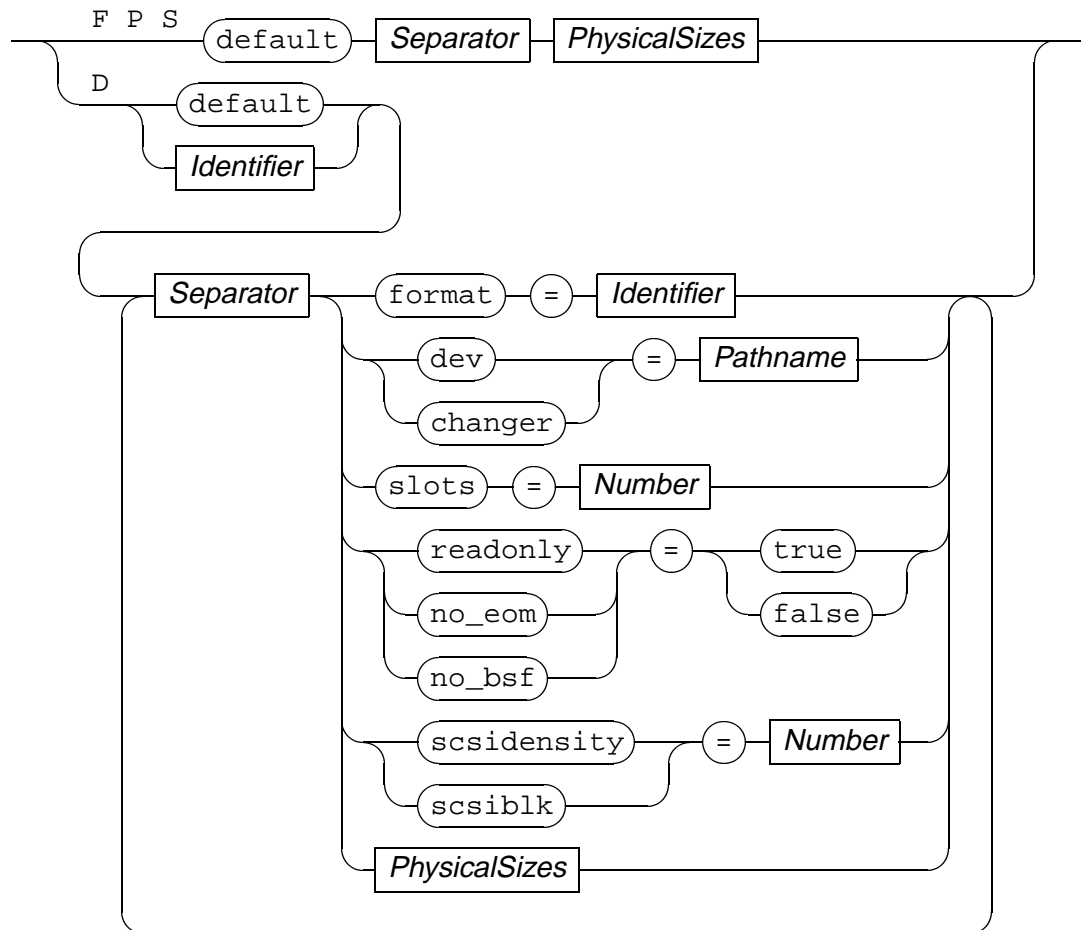 F P S default Separator PhysicalSizes
D default
Identifier
Separator format = Identifier
dev = Pathname
changer
slots = Number
readonly = true
no_eom false
no_bsf
scsidensity = Number
scsiblk
PhysicalSizes